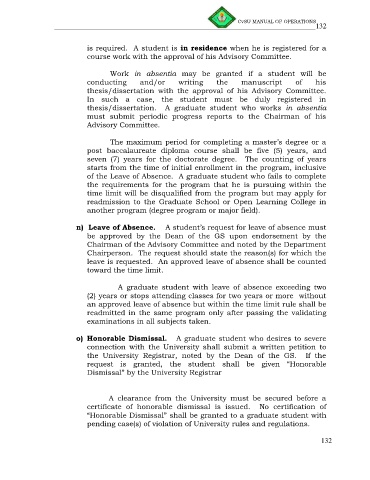 CvSU MANUAL OF OPERATIONS
132
is required. A student is in residence when he is registered for a
course work with the approval of his Advisory Committee.
Work in absentia may be granted if a student will be
conducting and/or writing the manuscript of his
thesis/dissertation with the approval of his Advisory Committee.
In such a case, the student must be duly registered in
thesis/dissertation. A graduate student who works in absentia
must submit periodic progress reports to the Chairman of his
Advisory Committee.
The maximum period for completing a master's degree or a
post baccalaureate diploma course shall be five (5) years, and
seven (7) years for the doctorate degree. The counting of years
starts from the time of initial enrollment in the program, inclusive
of the Leave of Absence. A graduate student who fails to complete
the requirements for the program that he is pursuing within the
time limit will be disqualified from the program but may apply for
readmission to the Graduate School or Open Learning College in
another program (degree program or major field).
n) Leave of Absence. A student's request for leave of absence must
be approved by the Dean of the GS upon endorsement by the
Chairman of the Advisory Committee and noted by the Department
Chairperson. The request should state the reason(s) for which the
leave is requested. An approved leave of absence shall be counted
toward the time limit.
A graduate student with leave of absence exceeding two
(2) years or stops attending classes for two years or more without
an approved leave of absence but within the time limit rule shall be
readmitted in the same program only after passing the validating
examinations in all subjects taken.
o) Honorable Dismissal. A graduate student who desires to severe
connection with the University shall submit a written petition to
the University Registrar, noted by the Dean of the GS. If the
request is granted, the student shall be given "Honorable
Dismissal" by the University Registrar
A clearance from the University must be secured before a
certificate of honorable dismissal is issued. No certification of
"Honorable Dismissal" shall be granted to a graduate student with
pending case(s) of violation of University rules and regulations.
132